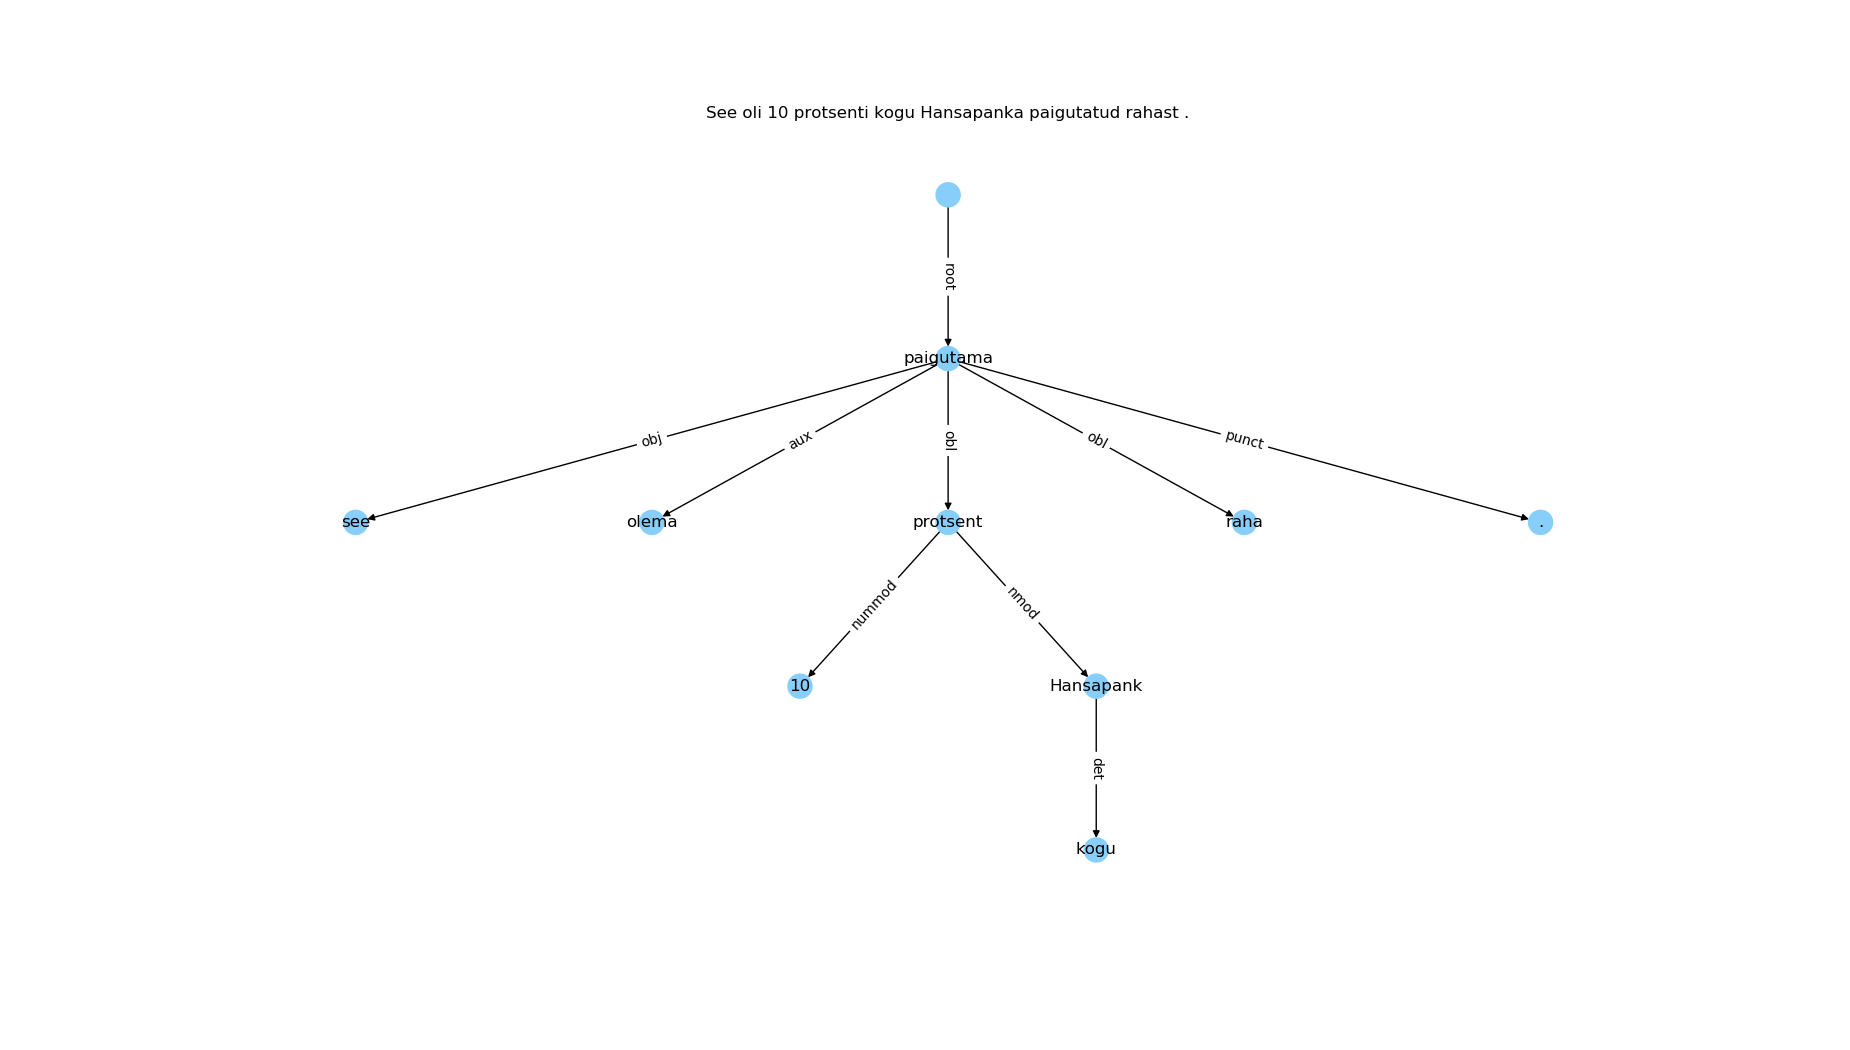 See oli 10 protsenti kogu Hansapanka paigutatud rahast .
root
paigutama
obj
aux
obl
obl
punct
see
olema
protsent
raha
.
nummod
nmod
10
Hansapank
det
kogu